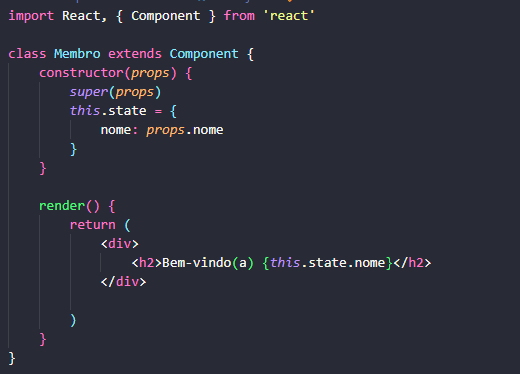 import React, { Component } from 'react'
class Membro extends Component {
constructor(props) {
super(props)
this.state = {
nome: props.nome
}
}
render() {
return (
<div>
<h2>Bem-vindo(a) {this.state.nome}</h2>
</div>
)
}
}